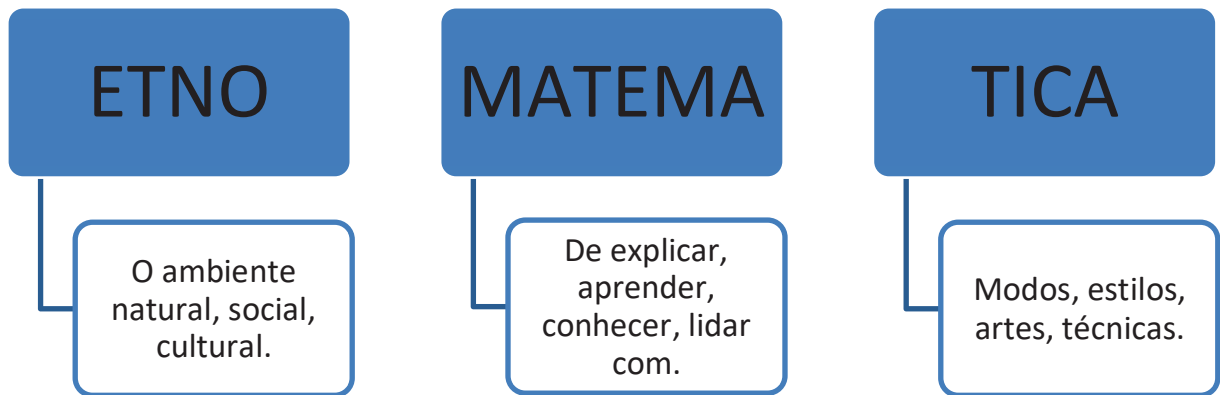 ETNO
O ambiente
natural, social,
cultural.
MATEMA
De explicar,
aprender,
conhecer, lidar
com.
TICA
Modos, estilos,
artes, técnicas.